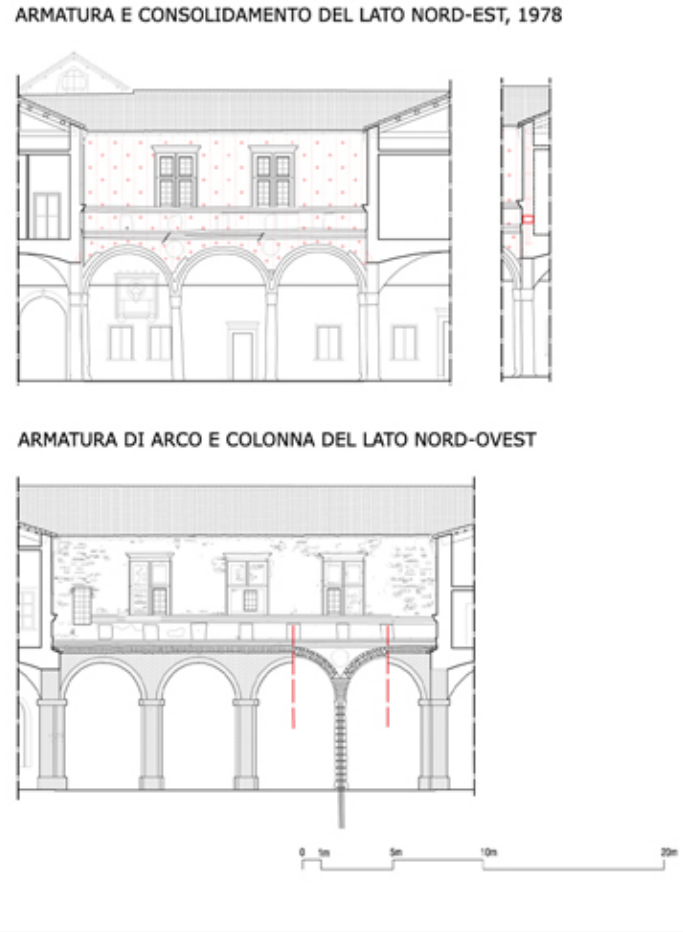 ARMATURA E CONSOLIDAMENTO DEL LATO NORD-EST, 1978
ARMATURA DI ARCO E COLONNA DEL LATO NORD-OVEST
0 1m 5m 10m 20m